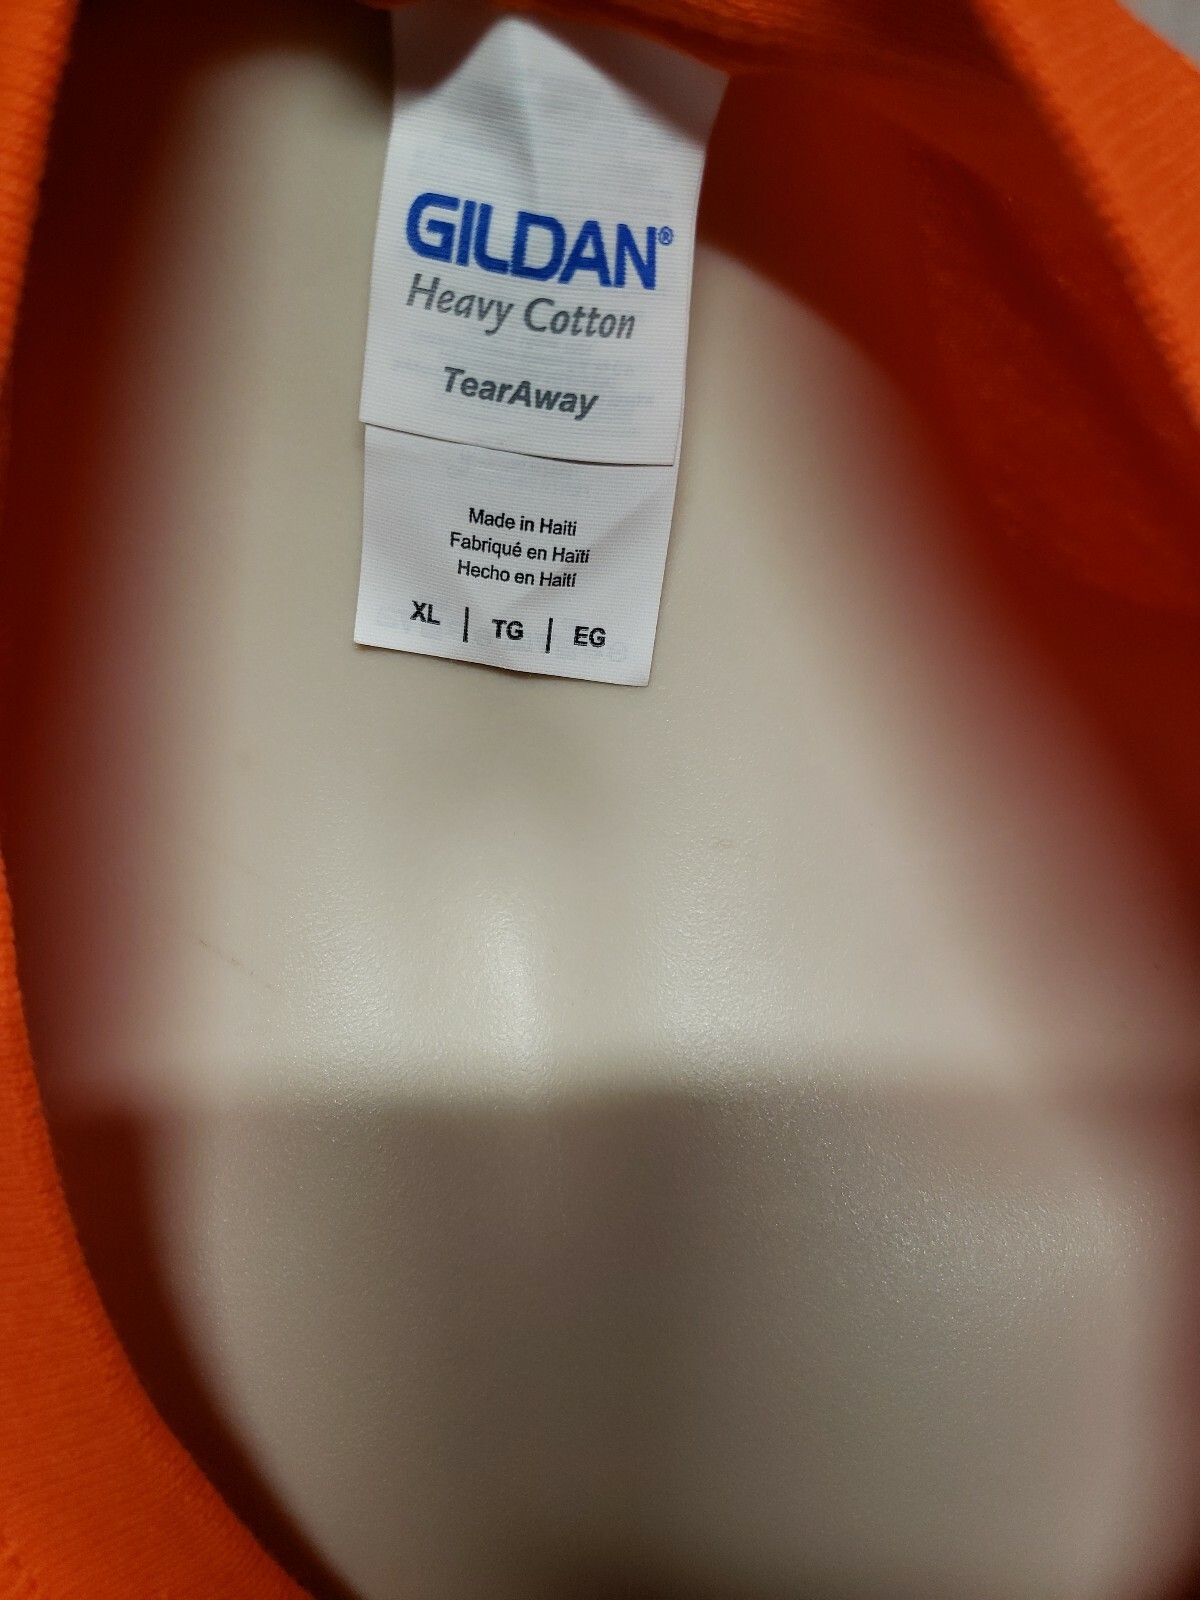 GILDAN®
Heavy Cotton
TearAway
Made in Haiti
Fabriqué en Haïti
Hecho en Haití
XL | TG | EG